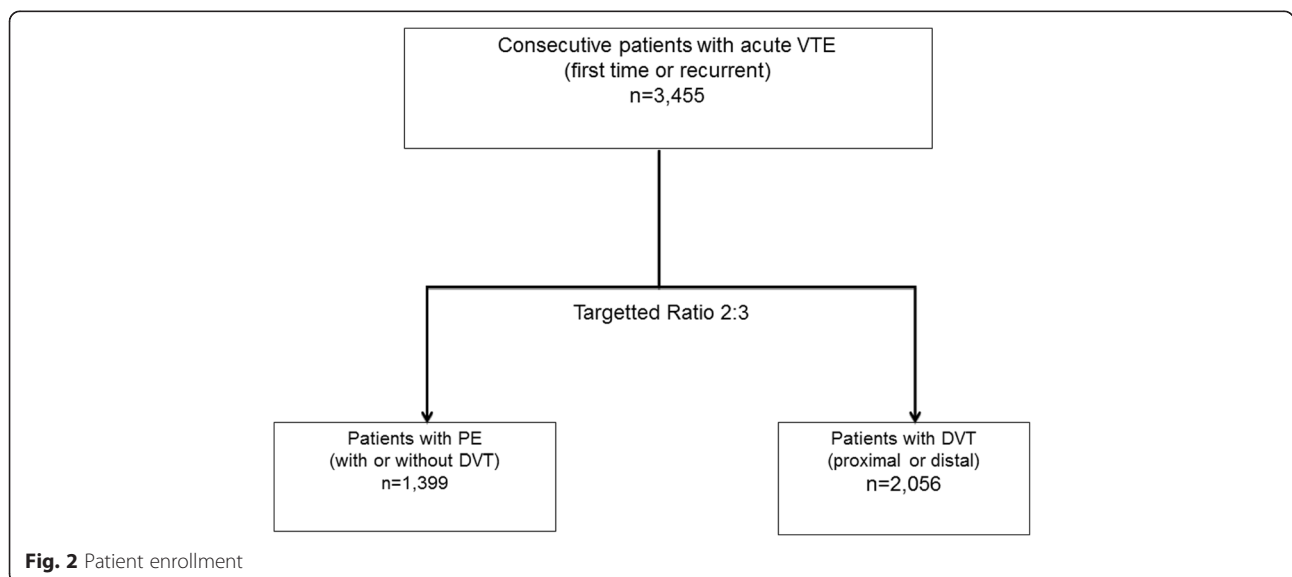 Consecutive patients with acute VTE
(first time or recurrent)
n=3,455
Targetted Ratio 2:3
Patients with PE
(with or without DVT)
n=1,399
Patients with DVT
(proximal or distal)
n=2,056
Fig. 2 Patient enrollment